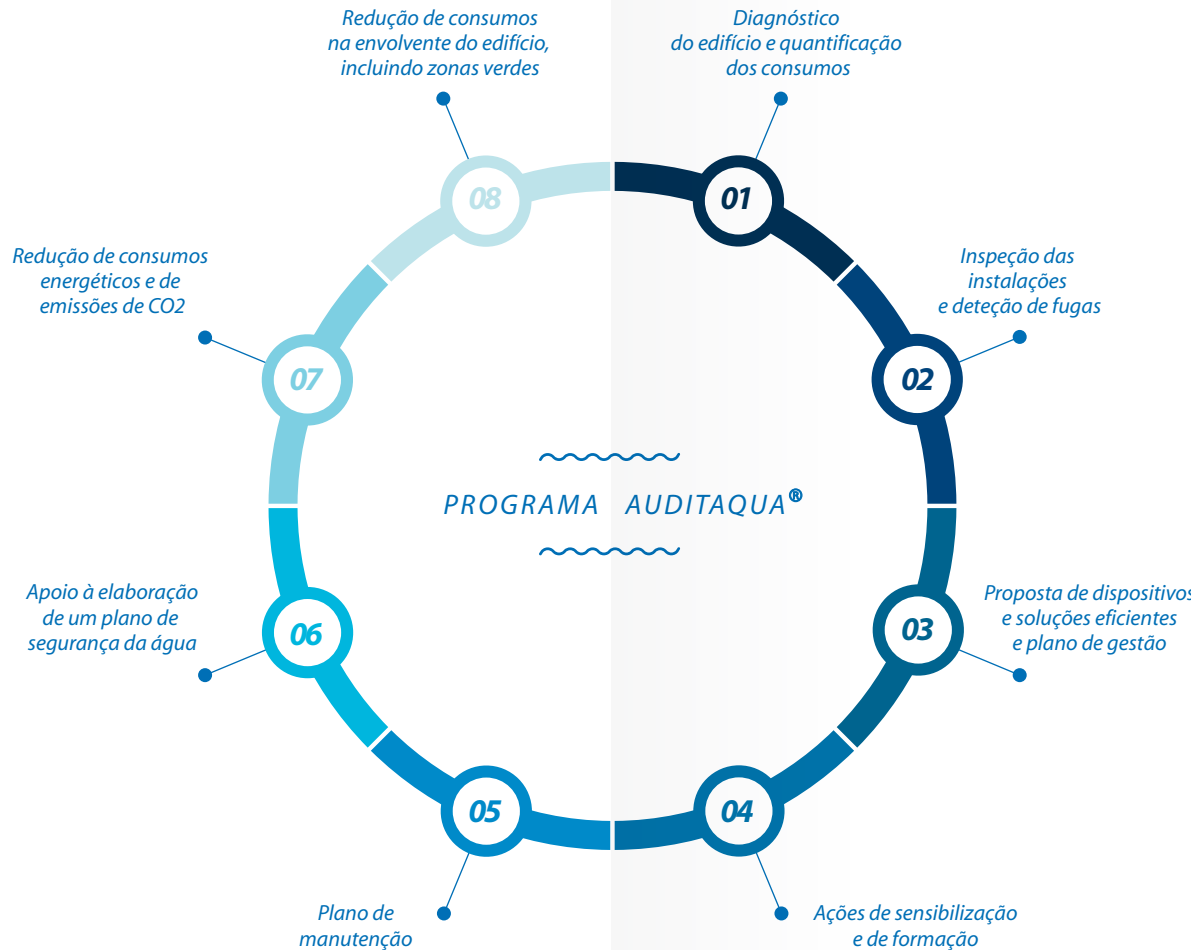 Redução de consumos
na envolvente do edifício,
incluindo zonas verdes
Diagnóstico
do edifício e quantificação
dos consumos
08
01
Redução de consumos
energéticos e de
emissões de CO2
Inspeção das
instalações
e deteção de fugas
07
02
PROGRAMA AUDITAQUA®
Apoio à elaboração
de um plano de
segurança da água
Proposta de dispositivos
e soluções eficientes
e plano de gestão
06
03
05
04
Plano de
manutenção
Ações de sensibilização
e de formação